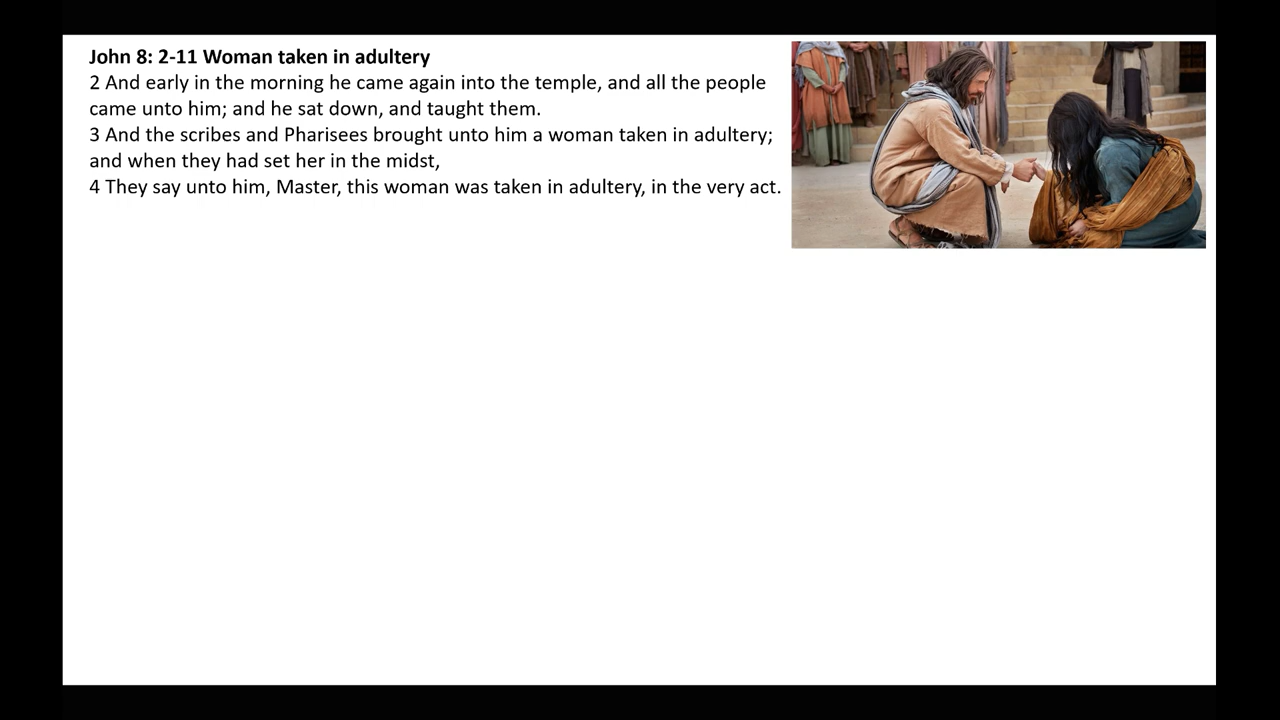 John 8: 2-11 Woman taken in adultery
2 And early in the morning he came again into the temple, and all the people
came unto him; and he sat down, and taught them.
3 And the scribes and Pharisees brought unto him a woman taken in adultery;
and when they had set her in the midst,
4 They say unto him, Master, this woman was taken in adultery, in the very act.